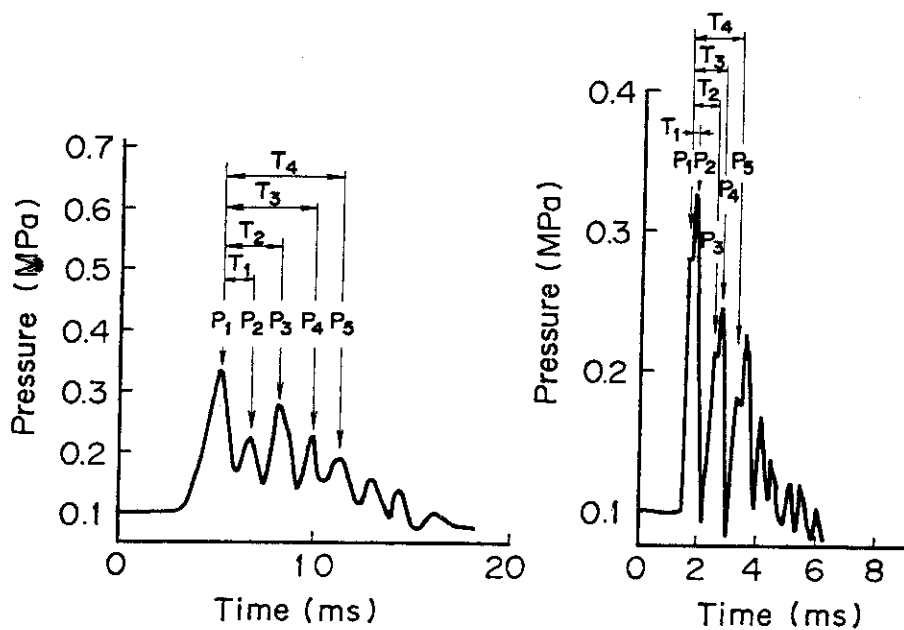 0.7
0.6
0.5
0.4
0.3
0.2
0.1
Pressure (MPa)
T₄
T₃
T₂
T₁
P₁ P₂ P₃ P₄ P₅
0 10 20
Time (ms)
0.4
0.3
0.2
0.1
Pressure (MPa)
T₄
T₃
T₂
T₁
P₁ P₂ P₅
P₄
P₃
0 2 4 6 8
Time (ms)